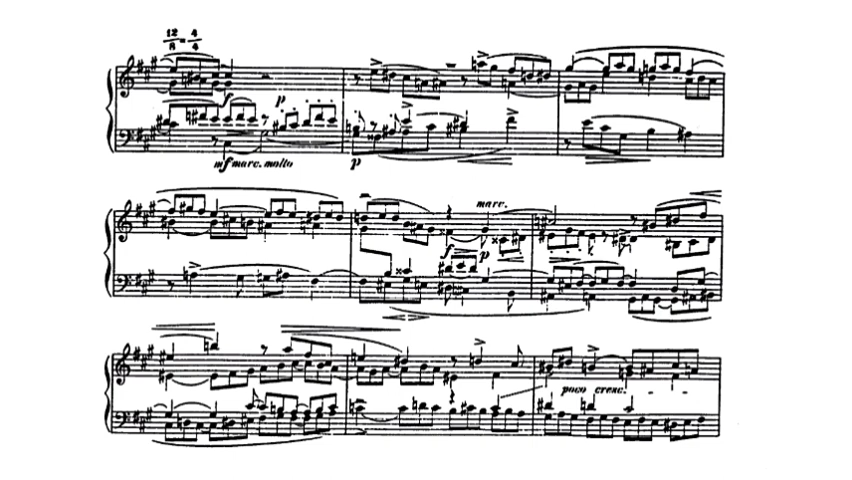 12/8 = 4/4
f
p
mf marc. molto
p
marc.
f
p
poco cresc. - -